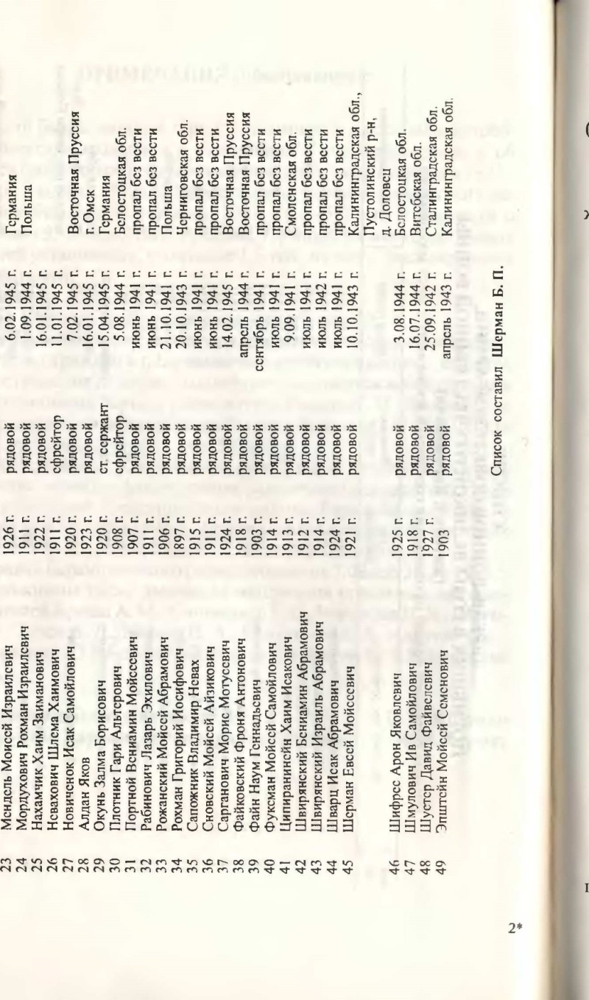 23 Мендель Моисей Израилевич 1926 г. рядовой 6.02.1945 г. Германия
24 Мордухович Рохман Израилевич 1911 г. рядовой 1.09.1944 г. Польша
25 Нахамчик Хаим Заиманович 1922 г. рядовой 16.01.1945 г.
26 Невахович Шлема Хаимович 1911 г. ефрейтор 11.01.1945 г.
27 Новиченок Исак Самойлович 1920 г. рядовой 7.02.1945 г. Восточная Пруссия
28 Алдан Яков 1923 г. рядовой 16.01.1945 г. г. Омск
29 Окунь Залма Борисович 1920 г. ст. сержант 15.04.1945 г. Германия
30 Плотник Гари Альтерович 1908 г. ефрейтор 5.08.1944 г. Белостоцкая обл.
31 Портной Вениамин Мойсеевич 1907 г. рядовой июнь 1941 г. пропал без вести
32 Рабинович Лазарь Эхилович 1911 г. рядовой июнь 1941 г. пропал без вести
33 Рожанский Мойсей Абрамович 1906 г. рядовой 21.10.1941 г. Польша
34 Рохман Григорий Иосифович 1897 г. рядовой 20.10.1943 г. Черниговская обл.
35 Сапожник Владимир Невах 1915 г. рядовой июнь 1941 г. пропал без вести
36 Сновский Мойсей Айзикович 1911 г. рядовой июнь 1941 г. пропал без вести
37 Сарганович Морис Мотусевич 1924 г. рядовой 14.02.1945 г. Восточная Пруссия
38 Файковский Фроня Антонович 1918 г. рядовой апрель 1944 г. Восточная Пруссия
39 Файн Наум Геннадьевич 1903 г. рядовой сентябрь 1941 г. пропал без вести
40 Фуксман Мойсей Самойлович 1914 г. рядовой июль 1941 г. пропал без вести
41 Ципиранинсйн Хаим Исакович 1913 г. рядовой 9.09.1941 г. Смоленская обл.
42 Швирянский Бениамин Абрамович 1912 г. рядовой июль 1941 г. пропал без вести
43 Швирянский Израиль Абрамович 1914 г. рядовой июль 1942 г. пропал без вести
44 Шварц Исак Абрамович 1924 г. рядовой июль 1941 г. пропал без вести
45 Шерман Евсей Мойсеевич 1921 г. рядовой 10.10.1943 г. Калининградская обл.,
Пустолинский р-н,
д. Доловец
46 Шифрес Арон Яковлевич 1925 г. рядовой 3.08.1944 г. Белостоцкая обл.
47 Шмулович Ив Самойлович 1918 г. рядовой 16.07.1944 г. Витебская обл.
48 Шустер Давид Файвелевич 1927 г. рядовой 25.09.1942 г. Сталинградская обл.
49 Эпштейн Мойсей Семенович 1903 рядовой апрель 1943 г. Калининградская обл.
Список составил Шерман Б. П.
2*